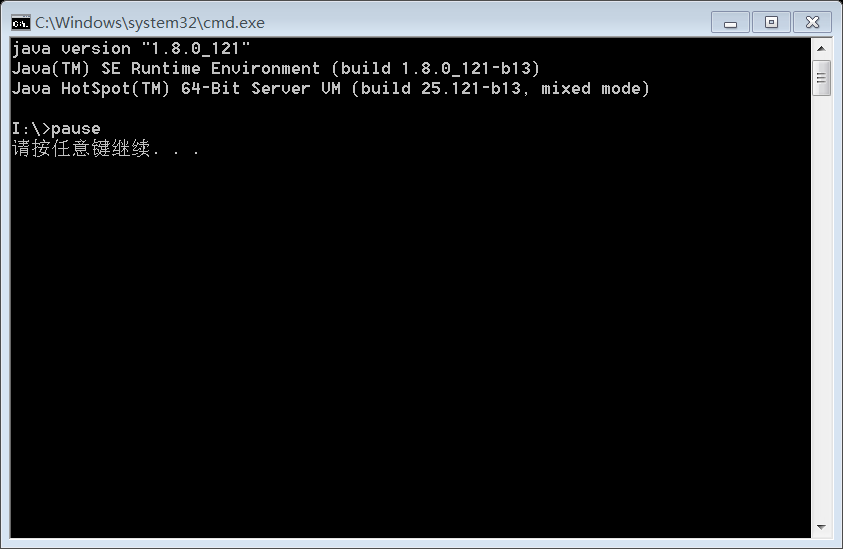 C:\Windows\system32\cmd.exe
java version "1.8.0_121"
Java(TM) SE Runtime Environment (build 1.8.0_121-b13)
Java HotSpot(TM) 64-Bit Server VM (build 25.121-b13, mixed mode)
I:\>pause
请按任意键继续. . .